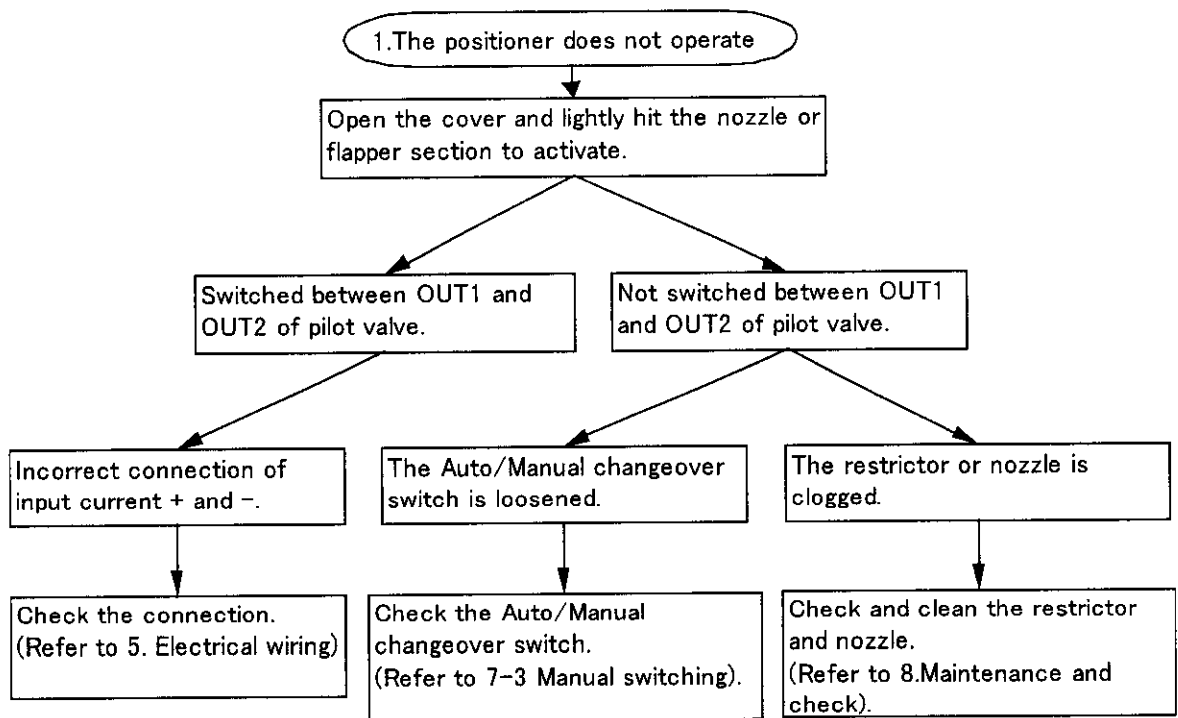 1.The positioner does not operate
Open the cover and lightly hit the nozzle or
flapper section to activate.
Switched between OUT1 and
OUT2 of pilot valve.
Not switched between OUT1
and OUT2 of pilot valve.
Incorrect connection of
input current + and -.
The Auto/Manual changeover
switch is loosened.
The restrictor or nozzle is
clogged.
Check the connection.
(Refer to 5. Electrical wiring)
Check the Auto/Manual
changeover switch.
(Refer to 7-3 Manual switching).
Check and clean the restrictor
and nozzle.
(Refer to 8.Maintenance and
check).